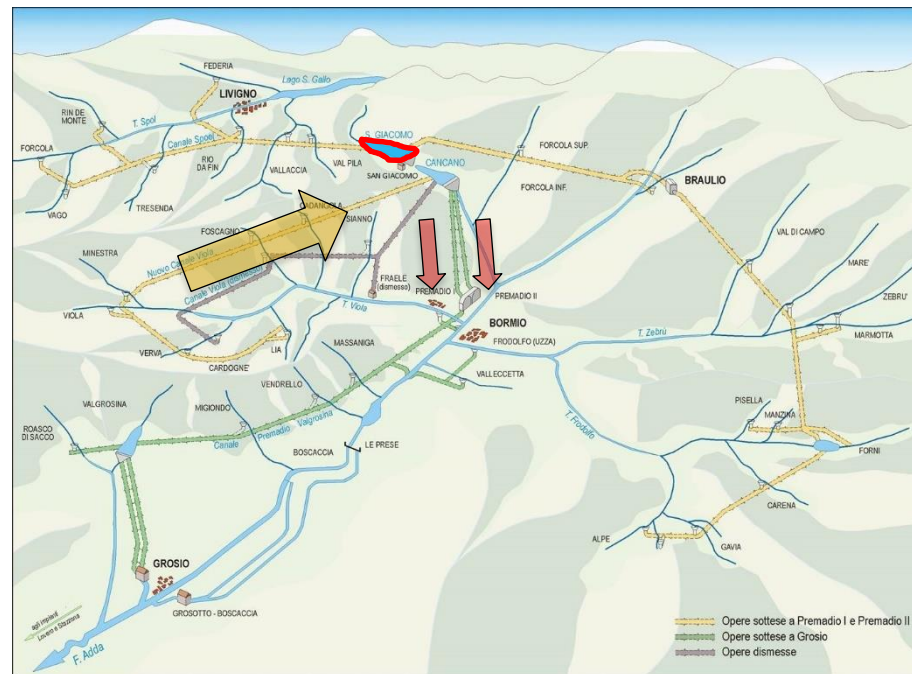 FEDERIA
Lago S. Gallo
LIVIGNO
RIN DE
MONTE
T. Spol
S. GIACOMO
FORCOLA SUP.
FORCOLA
Canale Spoel
RIO
DA FIN
VALLACCIA
VAL PILA
SAN GIACOMO
CANCANO
FORCOLA INF.
BRAULIO
VAGO
TRESENDA
FOSCAGNO
VAL DI CAMPO
MINESTRA
Nuovo Canale Viola
MARE'
VIOLA
T. Viola
FRAELE
(dismesso)
PREMADIO
PREMADIO II
ZEBRU'
BORMIO
T. Zebrù
MARMOTTA
VERVA
LIA
MASSANIGA
FRODOLFO (UZZA)
CARDOGNE'
VENDRELLO
VALLECCETTA
VALGROSINA
MIGIONDO
PISELLA
MANZINA
ROASCO
DI SACCO
Canale Premadio - Valgrosina
LE PRESE
T. Frodolfo
BOSCACCIA
FORNI
CARENA
ALPE
GAVIA
GROSIO
GROSOTTO - BOSCACCIA
agli impianti
F. Adda
Opere sottese a Premadio I e Premadio II
Opere sottese a Grosio
Opere dismesse